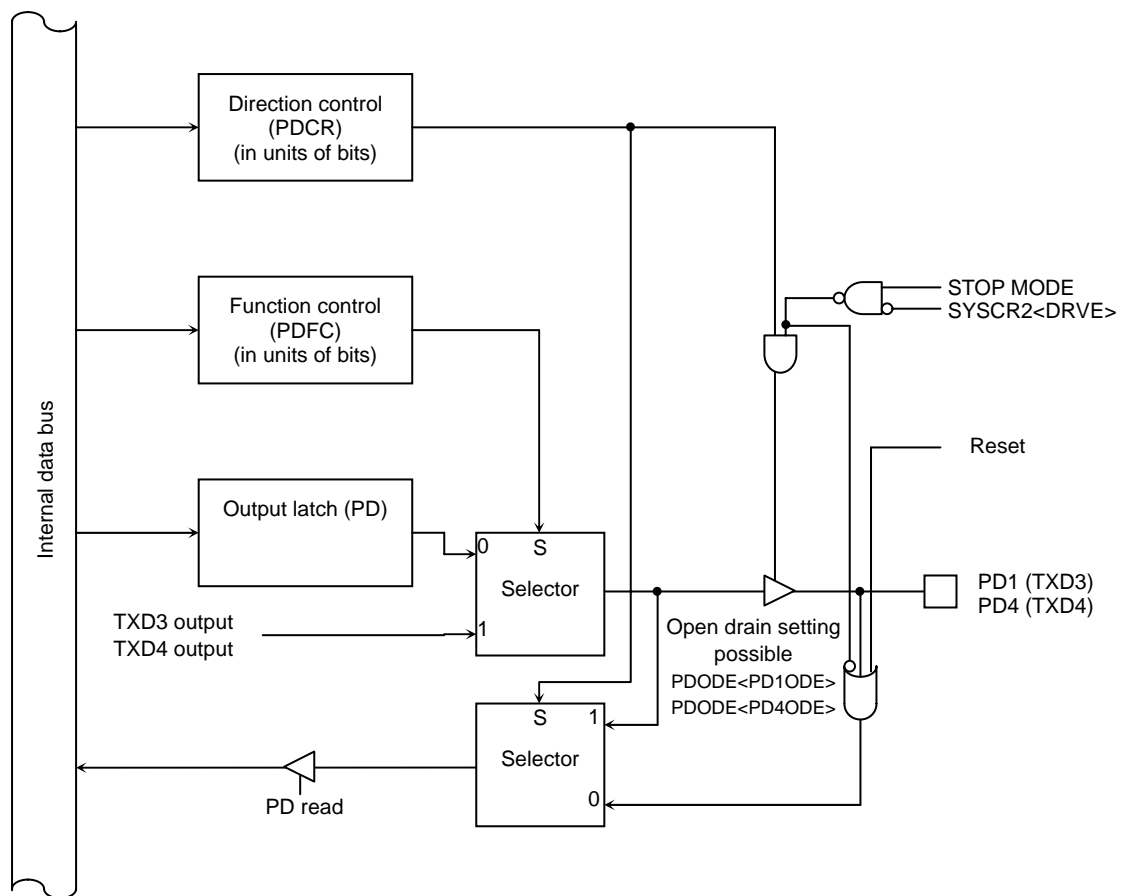 Direction control
(PDCR)
(in units of bits)
STOP MODE
SYSCR2<DRVE>
Function control
(PDFC)
(in units of bits)
Internal data bus
Reset
Output latch (PD)
0
S
Selector
1
TXD3 output
TXD4 output
PD1 (TXD3)
PD4 (TXD4)
Open drain setting
possible
PDODE<PD1ODE>
PDODE<PD4ODE>
S
1
Selector
0
PD read